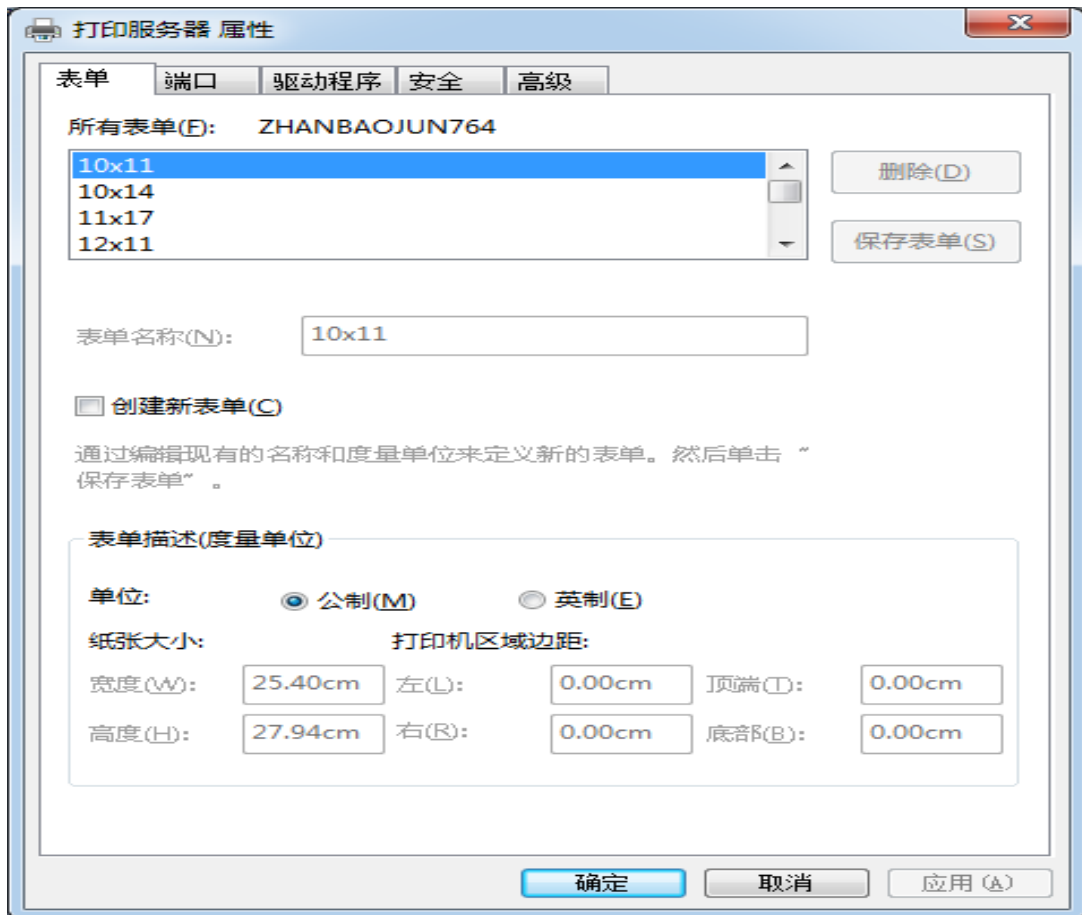 打印服务器 属性
表单 端口 驱动程序 安全 高级
所有表单(F): ZHANBAOJUN764
10x11
10x14
11x17
12x11
删除(D)
保存表单(S)
表单名称(N): 10x11
创建新表单(C)
通过编辑现有的名称和度量单位来定义新的表单。然后单击 “
保存表单” 。
表单描述(度量单位)
单位: 公制(M) 英制(E)
纸张大小: 打印机区域边距:
宽度(W): 25.40cm 左(L): 0.00cm 顶端(T): 0.00cm
高度(H): 27.94cm 右(R): 0.00cm 底部(B): 0.00cm
确定 取消 应用(A)